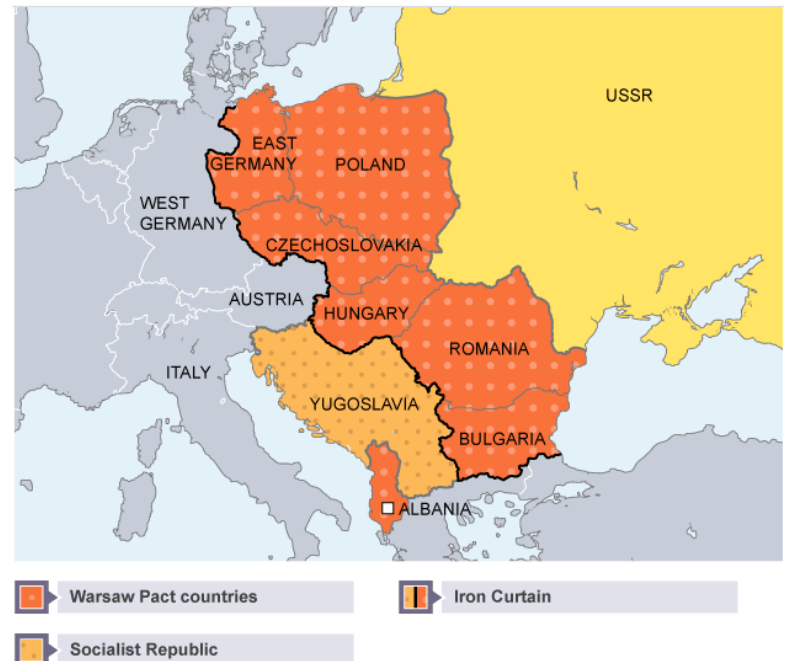 USSR
EAST
GERMANY
POLAND
WEST
GERMANY
CZECHOSLOVAKIA
AUSTRIA
HUNGARY
ROMANIA
ITALY
YUGOSLAVIA
BULGARIA
ALBANIA
Warsaw Pact countries
Iron Curtain
Socialist Republic